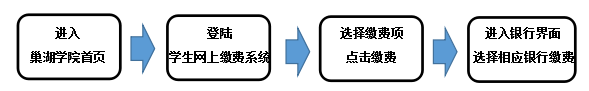 进入
巢湖学院首页
登陆
学生网上缴费系统
选择缴费项
点击缴费
进入银行界面
选择相应银行缴费